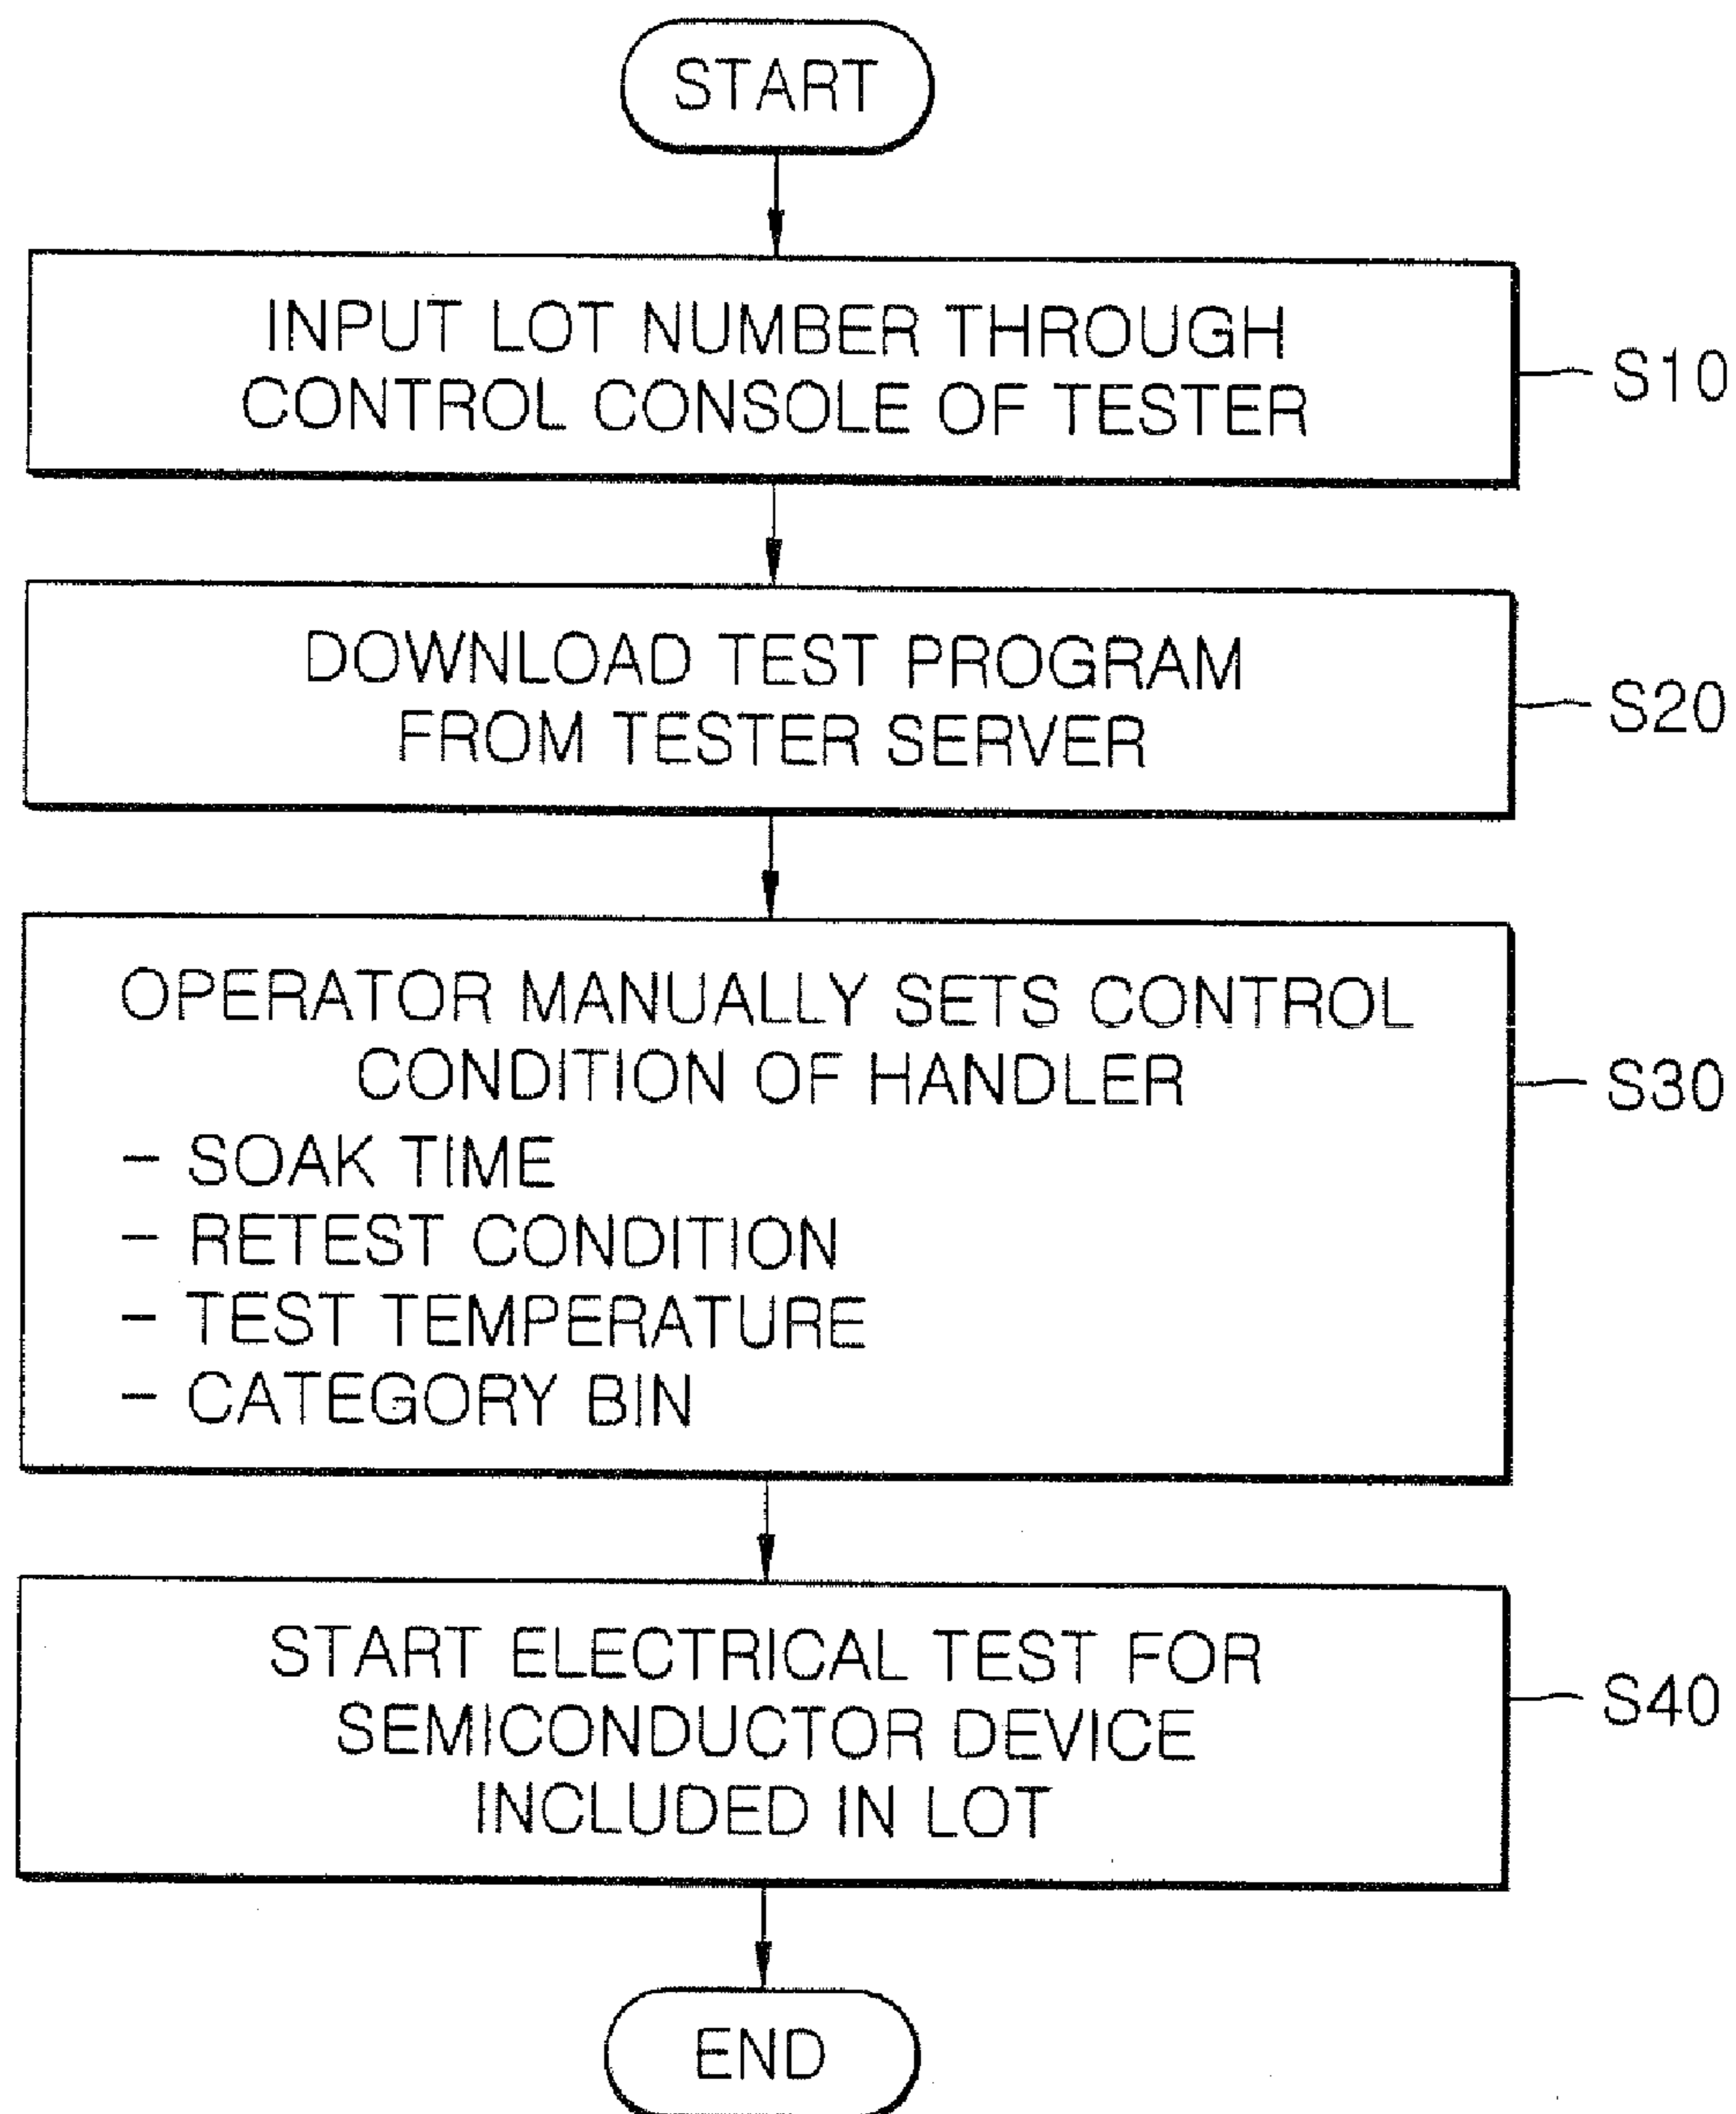 START
INPUT LOT NUMBER THROUGH
CONTROL CONSOLE OF TESTER
S10
DOWNLOAD TEST PROGRAM
FROM TESTER SERVER
S20
OPERATOR MANUALLY SETS CONTROL
CONDITION OF HANDLER
S30
- SOAK TIME
- RETEST CONDITION
- TEST TEMPERATURE
- CATEGORY BIN
START ELECTRICAL TEST FOR
SEMICONDUCTOR DEVICE
INCLUDED IN LOT
S40
END